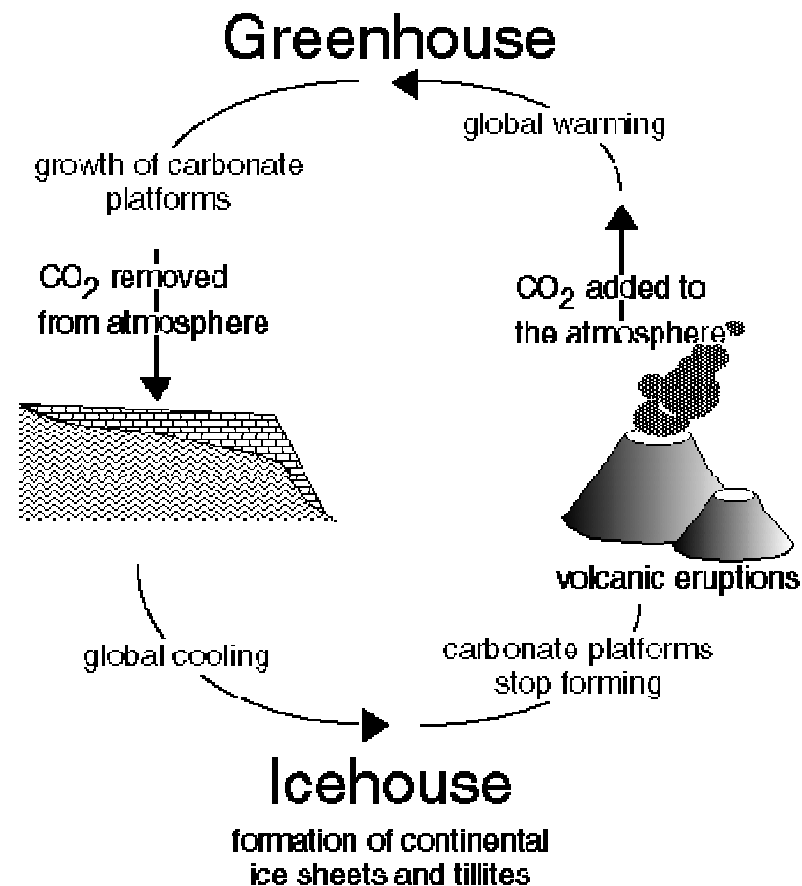 Greenhouse
global warming
growth of carbonate
platforms
CO₂ removed
from atmosphere
CO₂ added to
the atmosphere
volcanic eruptions
global cooling
carbonate platforms
stop forming
Icehouse
formation of continental
ice sheets and tillites